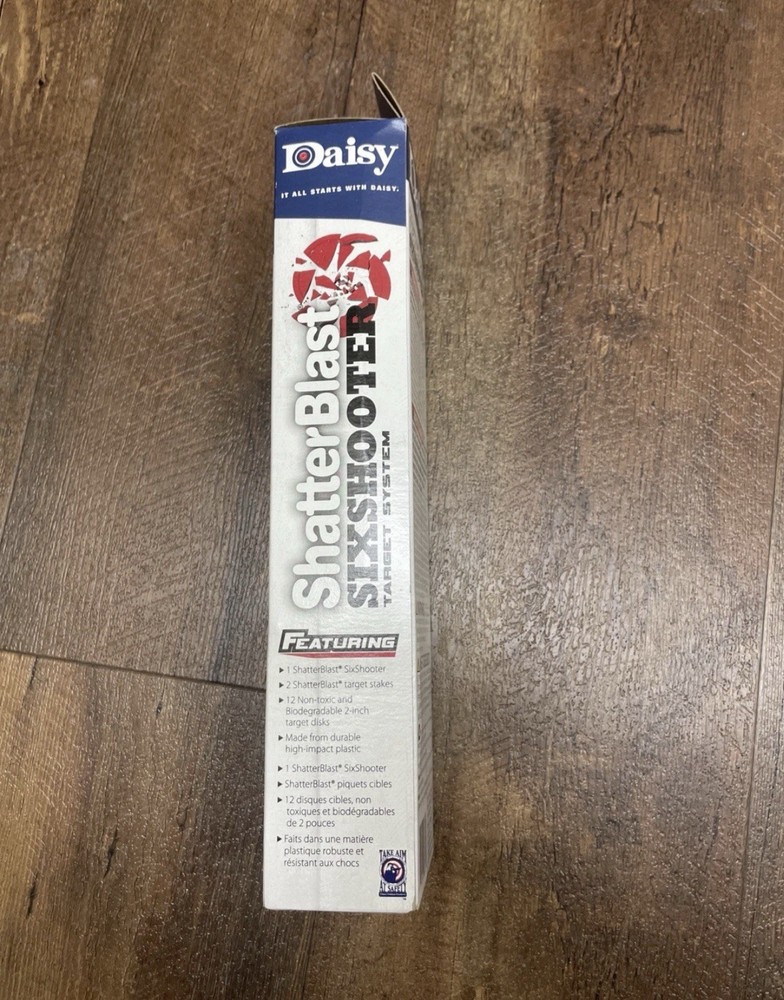 Daisy
IT ALL STARTS WITH DAISY.
ShatterBlast
SIXSHOOTER
TARGET SYSTEM
FEATURING
▶ 1 ShatterBlast® SixShooter
▶ 2 ShatterBlast® target stakes
▶ 12 Non-toxic and
Biodegradable 2-inch
target disks
▶ Made from durable
high-impact plastic
▶ 1 ShatterBlast® SixShooter
▶ ShatterBlast® piquets cibles
▶ 12 disques cibles, non
toxiques et biodégradables
de 2 pouces
▶ Faits dans une matière
plastique robuste et
résistant aux chocs
TAKE AIM
AT SAFETY